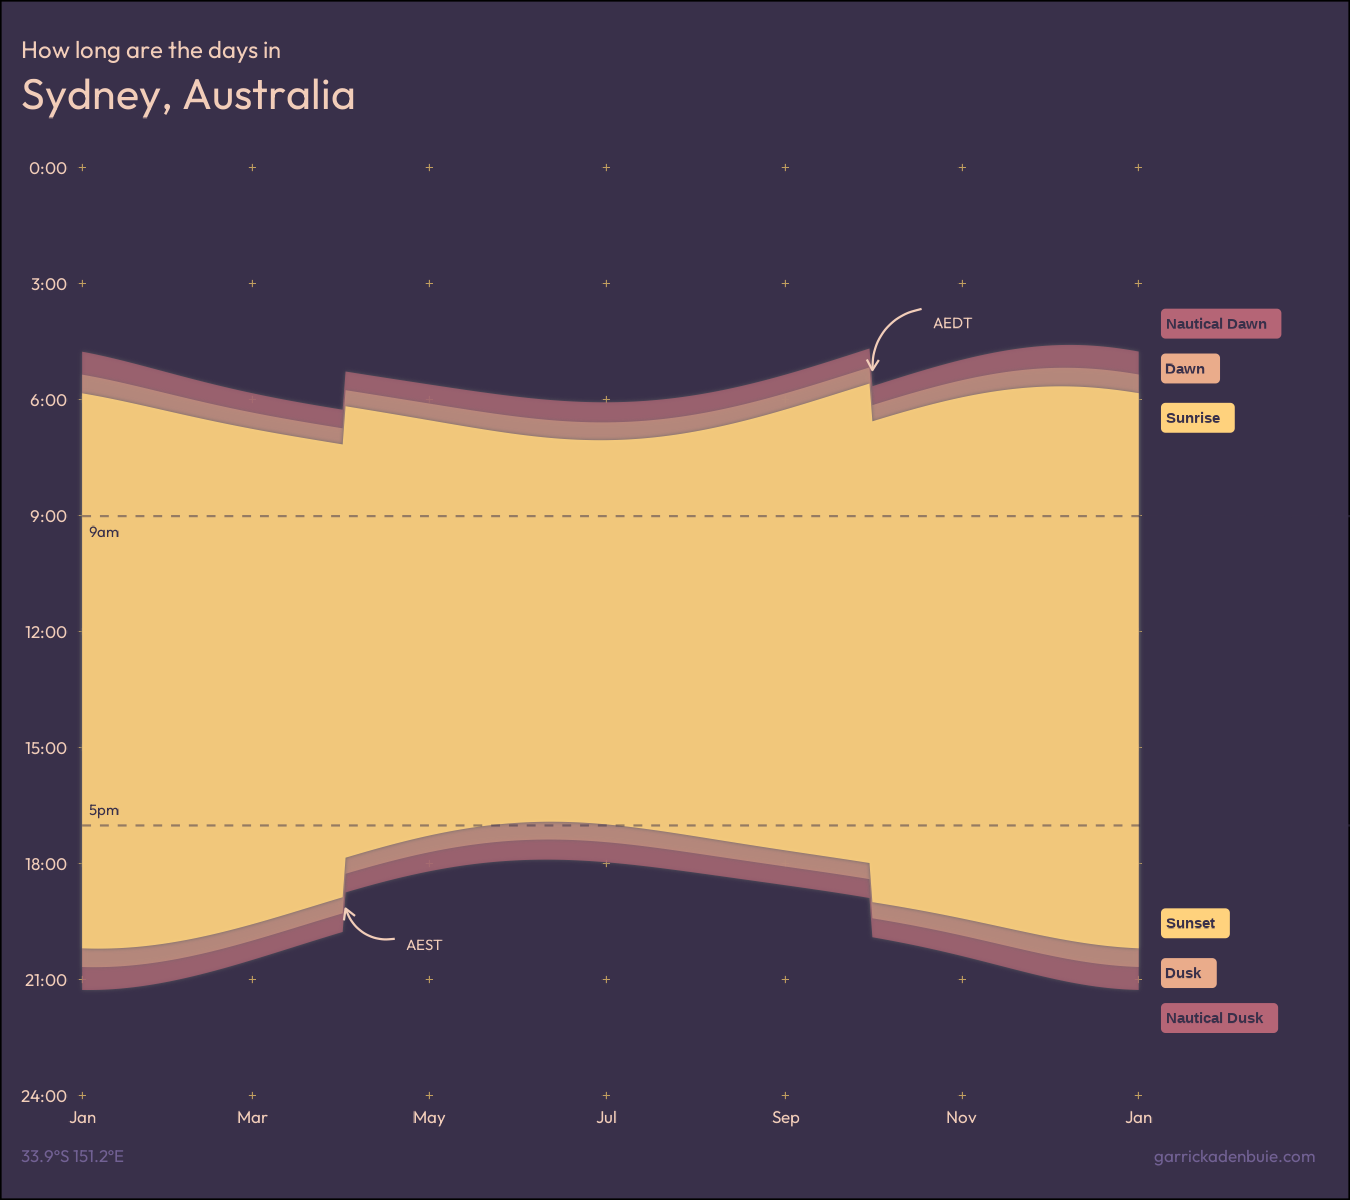 How long are the days in
Sydney, Australia
0:00
3:00
AEDT
Nautical Dawn
Dawn
6:00
Sunrise
9:00
9am
12:00
15:00
5pm
18:00
Sunset
AEST
Dusk
21:00
Nautical Dusk
24:00
Jan Mar May Jul Sep Nov Jan
33.9°S 151.2°E garrickadenbuie.com